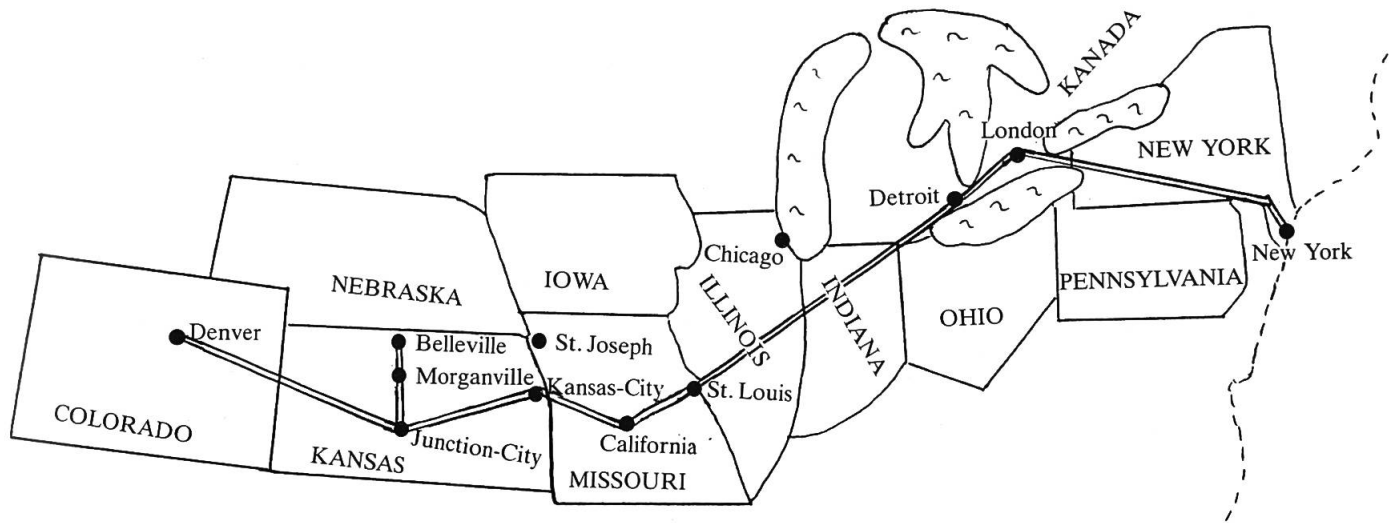 KANADA
London
NEW YORK
Detroit
Chicago
New York
IOWA
NEBRASKA
ILLINOIS
INDIANA
PENNSYLVANIA
OHIO
Denver
Belleville
St. Joseph
Morganville
Kansas-City
St. Louis
COLORADO
Junction-City
California
KANSAS
MISSOURI